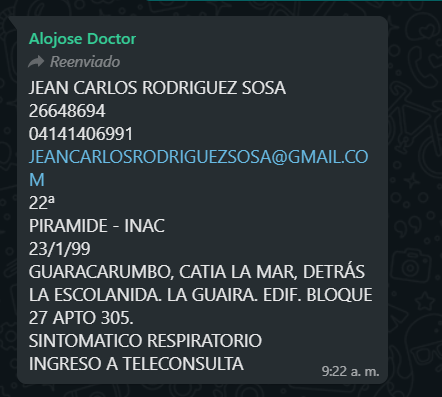 Alojose Doctor
Reenviado
JEAN CARLOS RODRIGUEZ SOSA
26648694
04141406991
JEANCARLOSRODRIGUEZSOSA@GMAIL.CO
M
22ª
PIRAMIDE - INAC
23/1/99
GUARACARUMBO, CATIA LA MAR, DETRÁS
LA ESCOLANIDA. LA GUAIRA. EDIF. BLOQUE
27 APTO 305.
SINTOMATICO RESPIRATORIO
INGRESO A TELECONSULTA
9:22 a. m.